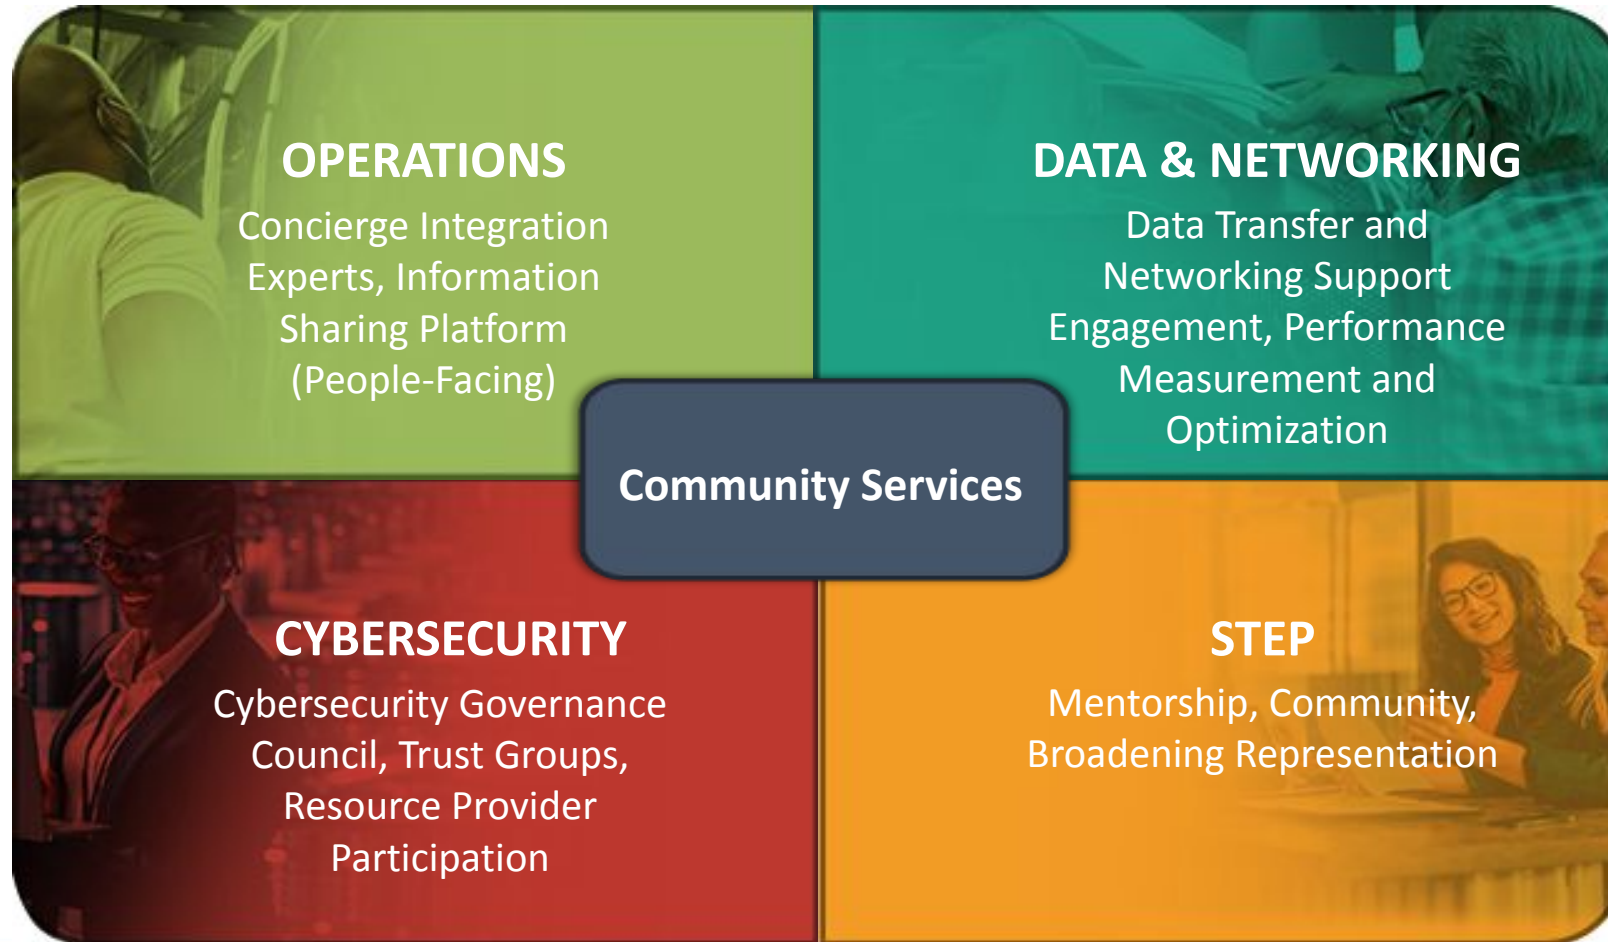 OPERATIONS
Concierge Integration
Experts, Information
Sharing Platform
(People-Facing)
DATA & NETWORKING
Data Transfer and
Networking Support
Engagement, Performance
Measurement and
Optimization
Community Services
CYBERSECURITY
Cybersecurity Governance
Council, Trust Groups,
Resource Provider
Participation
STEP
Mentorship, Community,
Broadening Representation